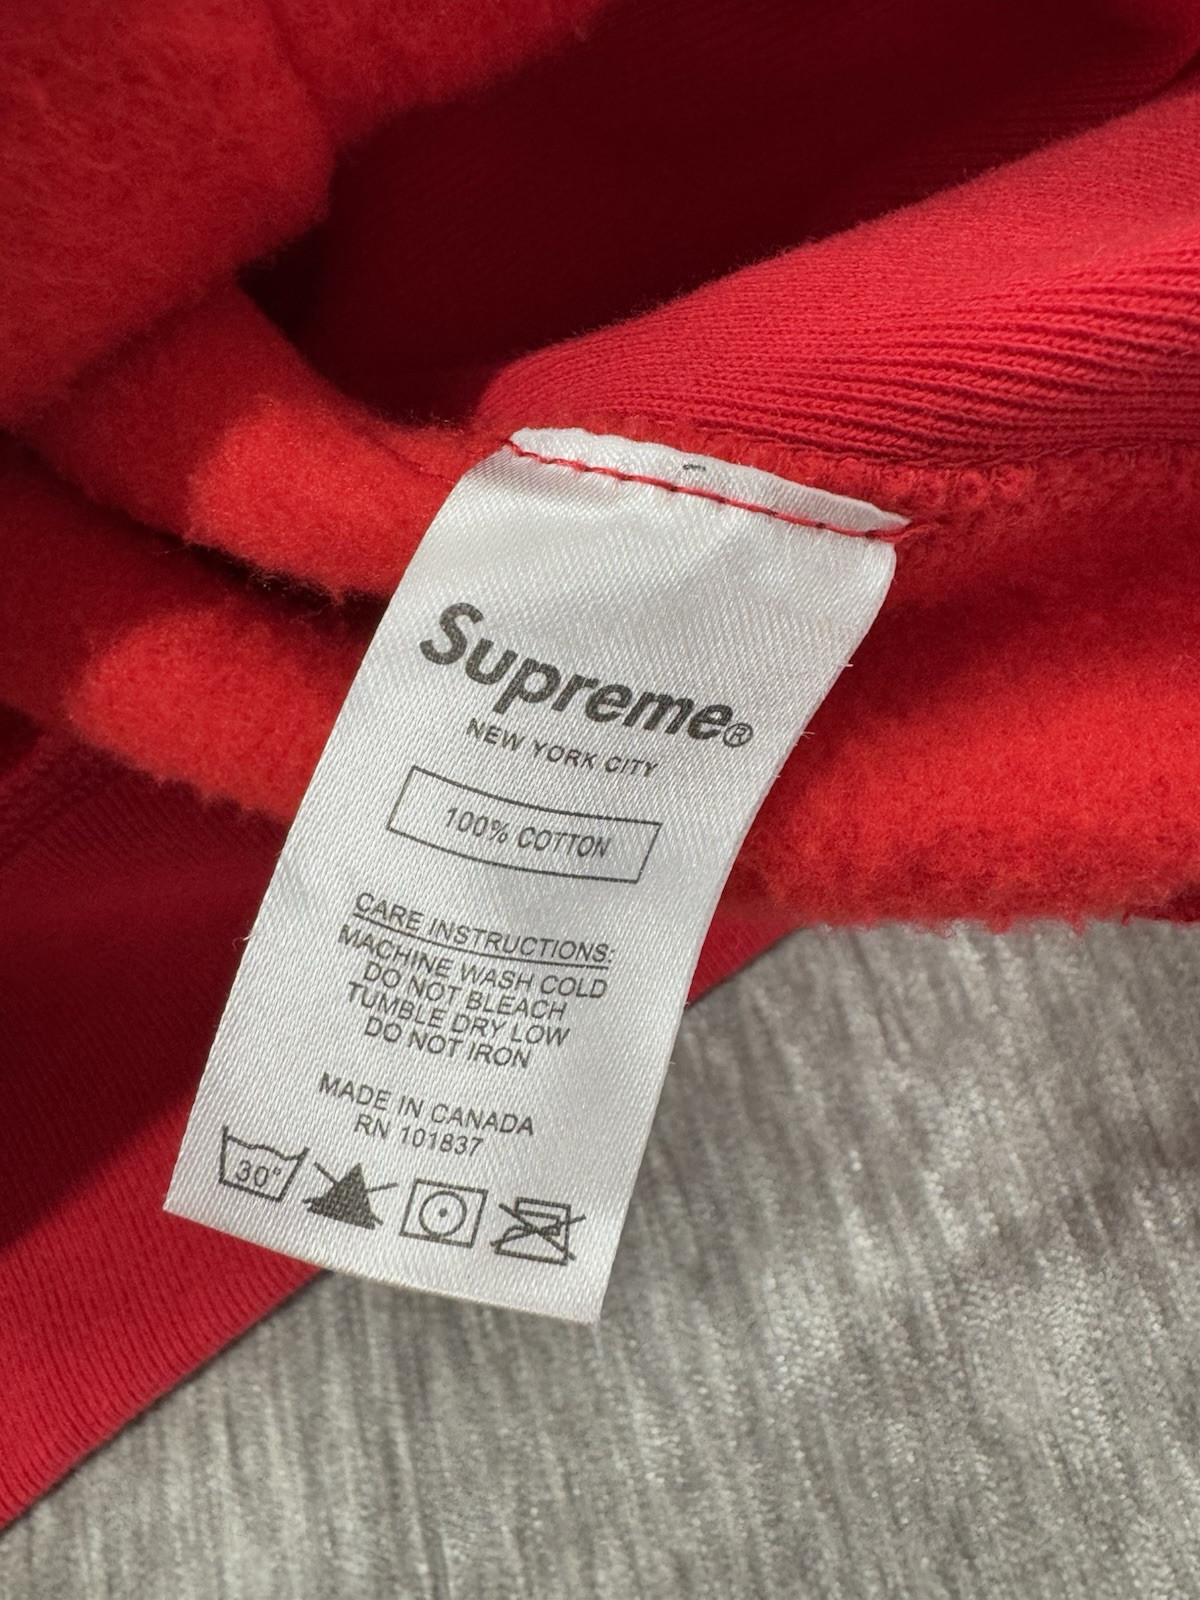 Supreme®
NEW YORK CITY
100% COTTON
CARE INSTRUCTIONS:
MACHINE WASH COLD
DO NOT BLEACH
TUMBLE DRY LOW
DO NOT IRON
MADE IN CANADA
RN 101837
30°